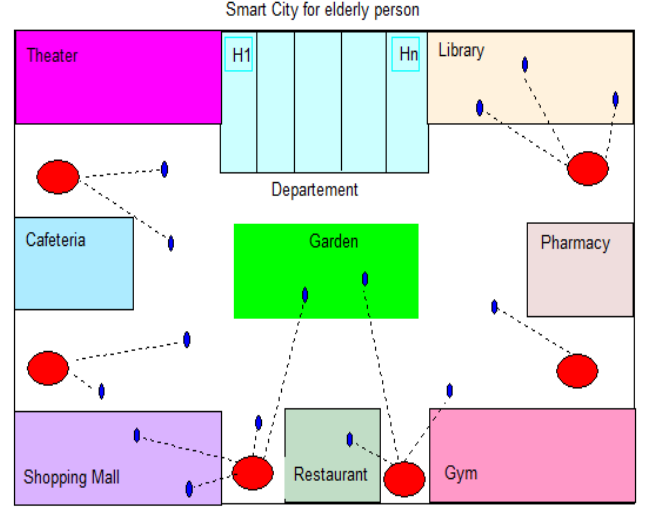 Smart City for elderly person
Theater
H1
Hn
Library
Departement
Cafeteria
Garden
Pharmacy
Shopping Mall
Restaurant
Gym